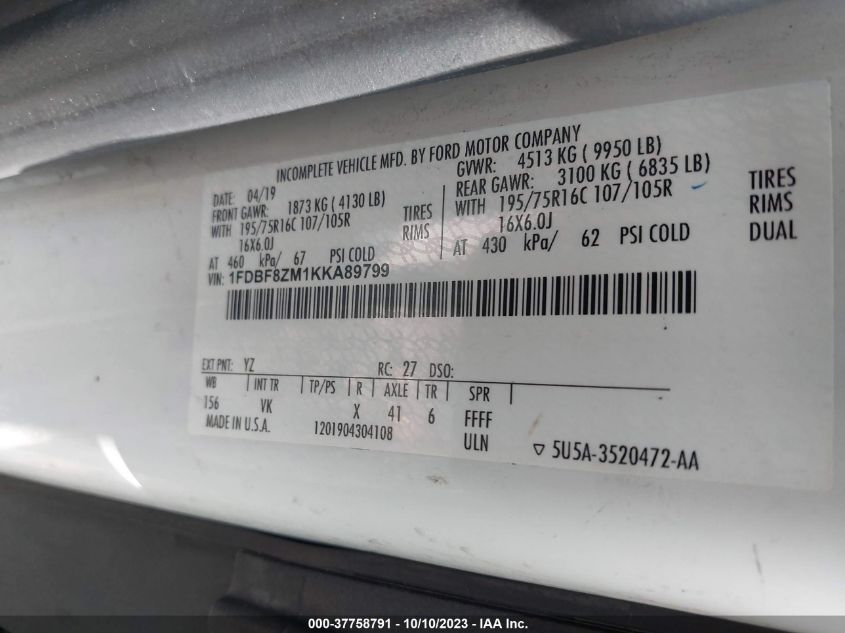 INCOMPLETE VEHICLE MFD. BY FORD MOTOR COMPANY
DATE: 04/19 GVWR: 4513 KG ( 9950 LB)
FRONT GAWR: 1873 KG ( 4130 LB) REAR GAWR: 3100 KG ( 6835 LB)
WITH 195/75R16C 107/105R TIRES WITH 195/75R16C 107/105R TIRES
16X6.0J RIMS 16X6.0J RIMS
AT 460 kPa/ 67 PSI COLD AT 430 kPa/ 62 PSI COLD DUAL
VIN: 1FDBF8ZM1KKA89799
EXT PNT: YZ RC: 27 DSO:
WB INT TR TP/PS R AXLE TR SPR
156 VK X 41 6 FFFF
MADE IN U.S.A. 1201904304108 ULN
▽ 5U5A-3520472-AA
000-37758791 - 10/10/2023 - IAA Inc.